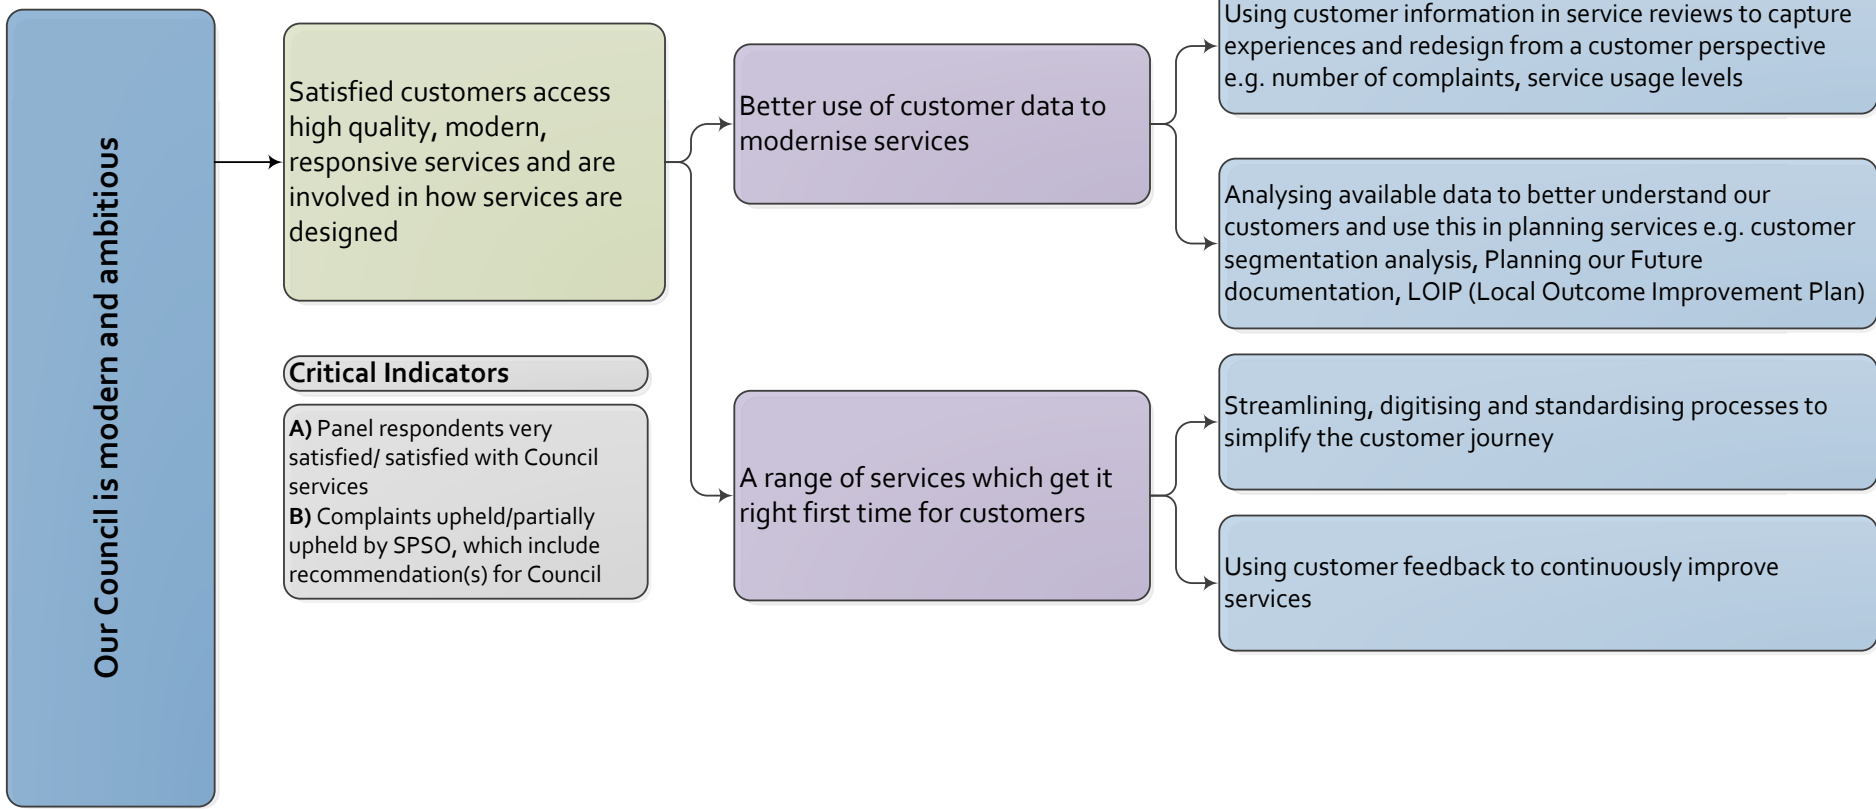 Our Council is modern and ambitious
Satisfied customers access
high quality, modern,
responsive services and are
involved in how services are
designed
Critical Indicators
A) Panel respondents very
satisfied/ satisfied with Council
services
B) Complaints upheld/partially
upheld by SPSO, which include
recommendation(s) for Council
Better use of customer data to
modernise services
A range of services which get it
right first time for customers
Using customer information in service reviews to capture
experiences and redesign from a customer perspective
e.g. number of complaints, service usage levels
Analysing available data to better understand our
customers and use this in planning services e.g. customer
segmentation analysis, Planning our Future
documentation, LOIP (Local Outcome Improvement Plan)
Streamlining, digitising and standardising processes to
simplify the customer journey
Using customer feedback to continuously improve
services